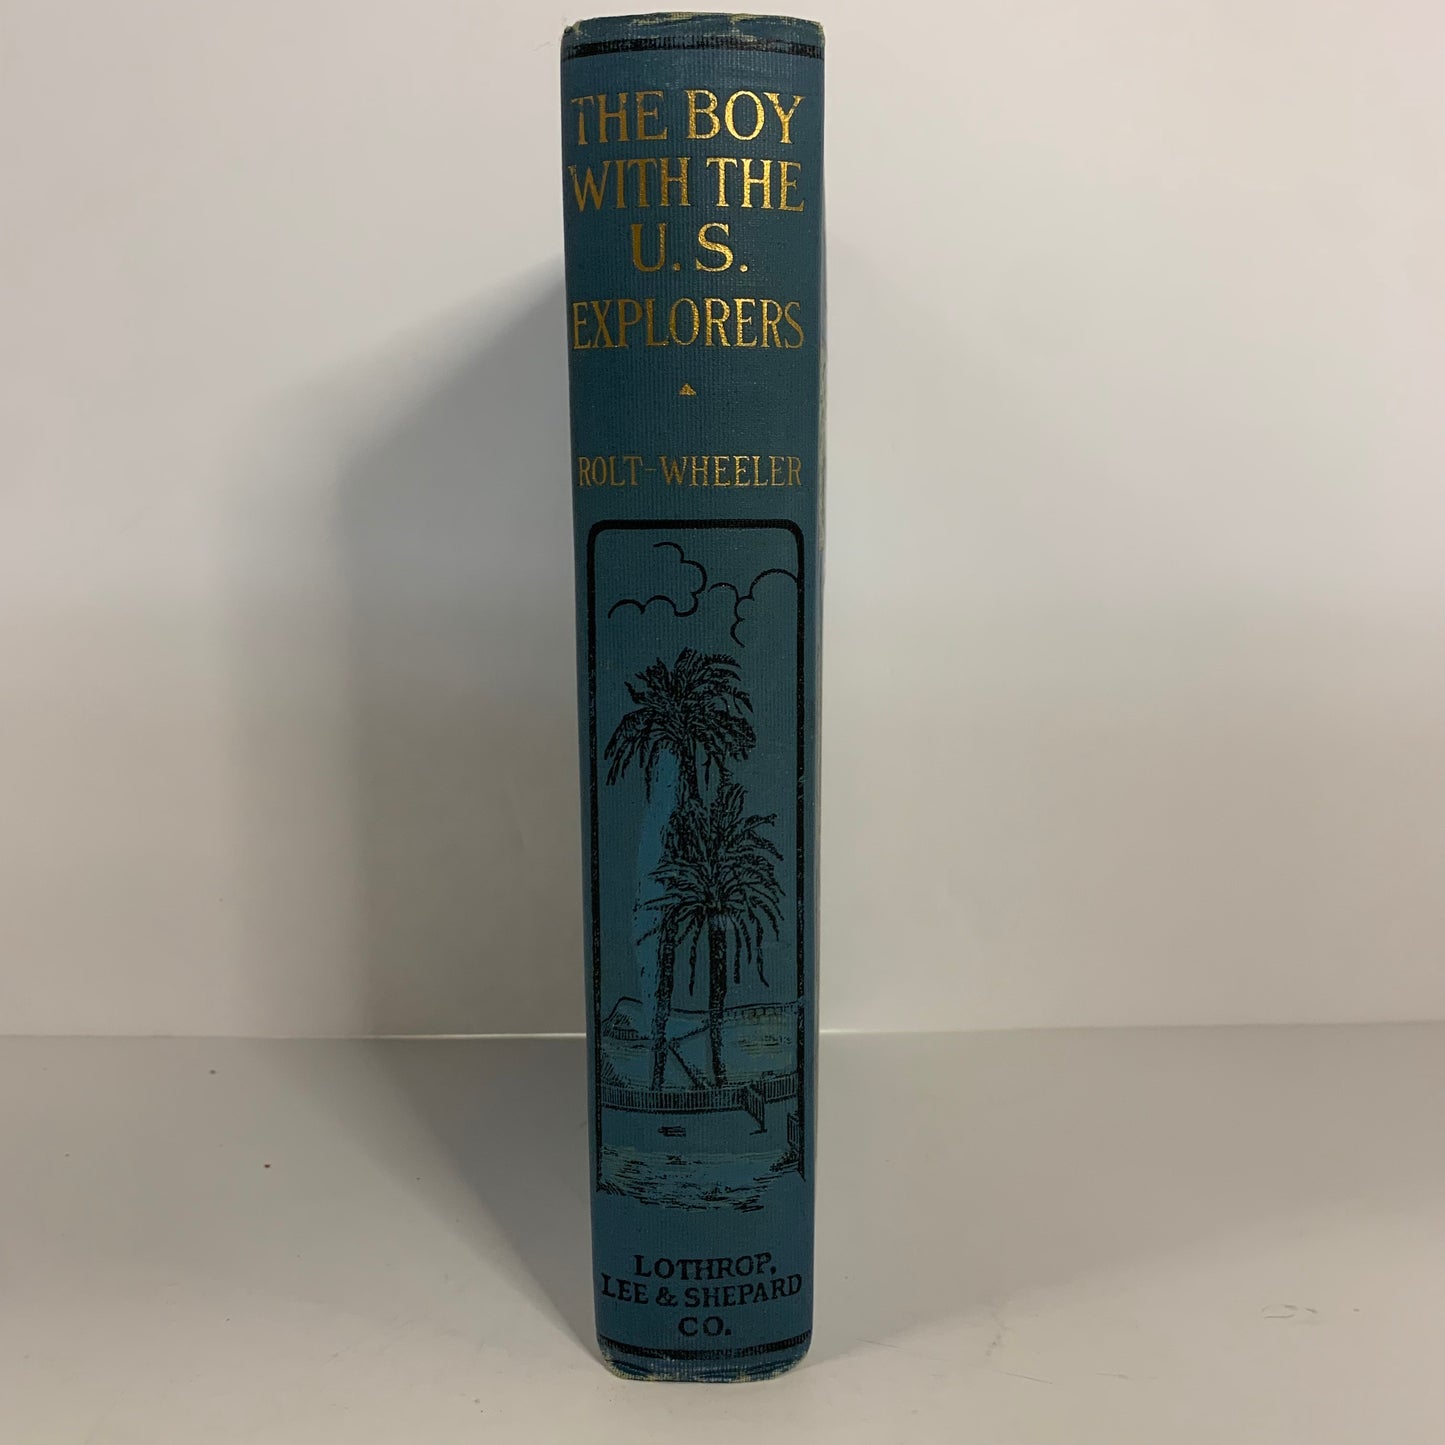 THE BOY
WITH THE
U.S.
EXPLORERS
ROLT-WHEELER
LOTHROP,
LEE & SHEPARD
CO.